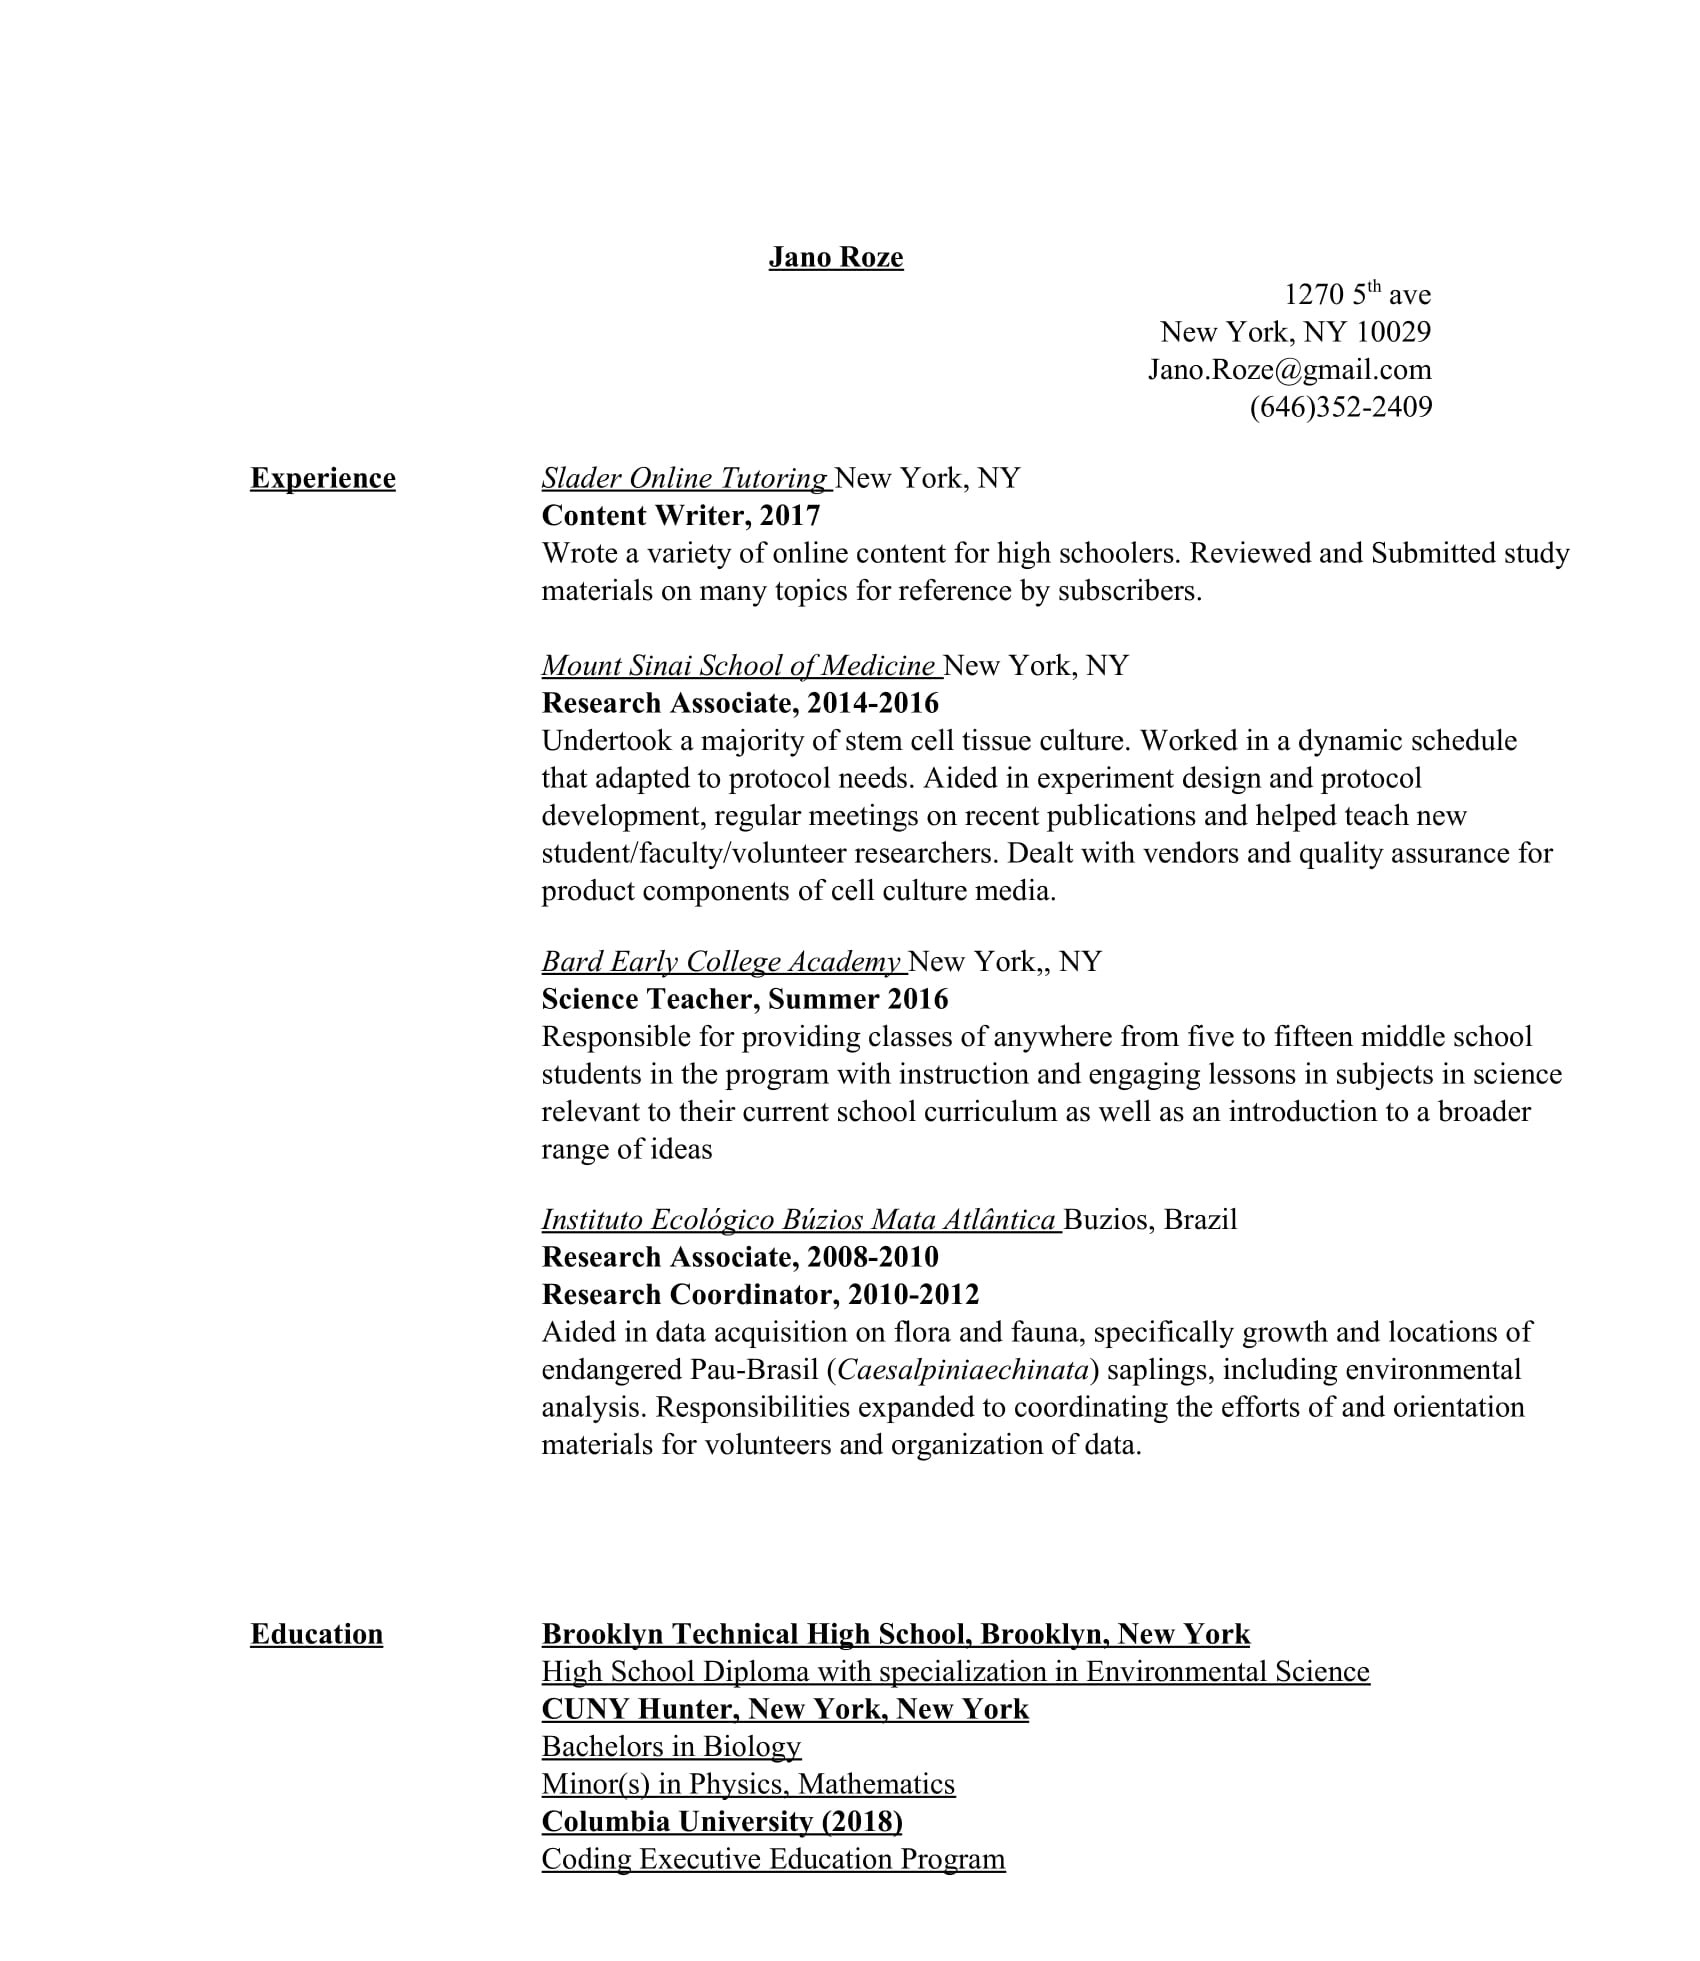 Jano Roze
1270 5th ave
New York, NY 10029
Jano.Roze@gmail.com
(646)352-2409
Experience
Slader Online Tutoring New York, NY
Content Writer, 2017
Wrote a variety of online content for high schoolers. Reviewed and Submitted study
materials on many topics for reference by subscribers.
Mount Sinai School of Medicine New York, NY
Research Associate, 2014-2016
Undertook a majority of stem cell tissue culture. Worked in a dynamic schedule
that adapted to protocol needs. Aided in experiment design and protocol
development, regular meetings on recent publications and helped teach new
student/faculty/volunteer researchers. Dealt with vendors and quality assurance for
product components of cell culture media.
Bard Early College Academy New York,, NY
Science Teacher, Summer 2016
Responsible for providing classes of anywhere from five to fifteen middle school
students in the program with instruction and engaging lessons in subjects in science
relevant to their current school curriculum as well as an introduction to a broader
range of ideas
Instituto Ecológico Búzios Mata Atlântica Buzios, Brazil
Research Associate, 2008-2010
Research Coordinator, 2010-2012
Aided in data acquisition on flora and fauna, specifically growth and locations of
endangered Pau-Brasil (Caesalpiniaechinata) saplings, including environmental
analysis. Responsibilities expanded to coordinating the efforts of and orientation
materials for volunteers and organization of data.
Education
Brooklyn Technical High School, Brooklyn, New York
High School Diploma with specialization in Environmental Science
CUNY Hunter, New York, New York
Bachelors in Biology
Minor(s) in Physics, Mathematics
Columbia University (2018)
Coding Executive Education Program